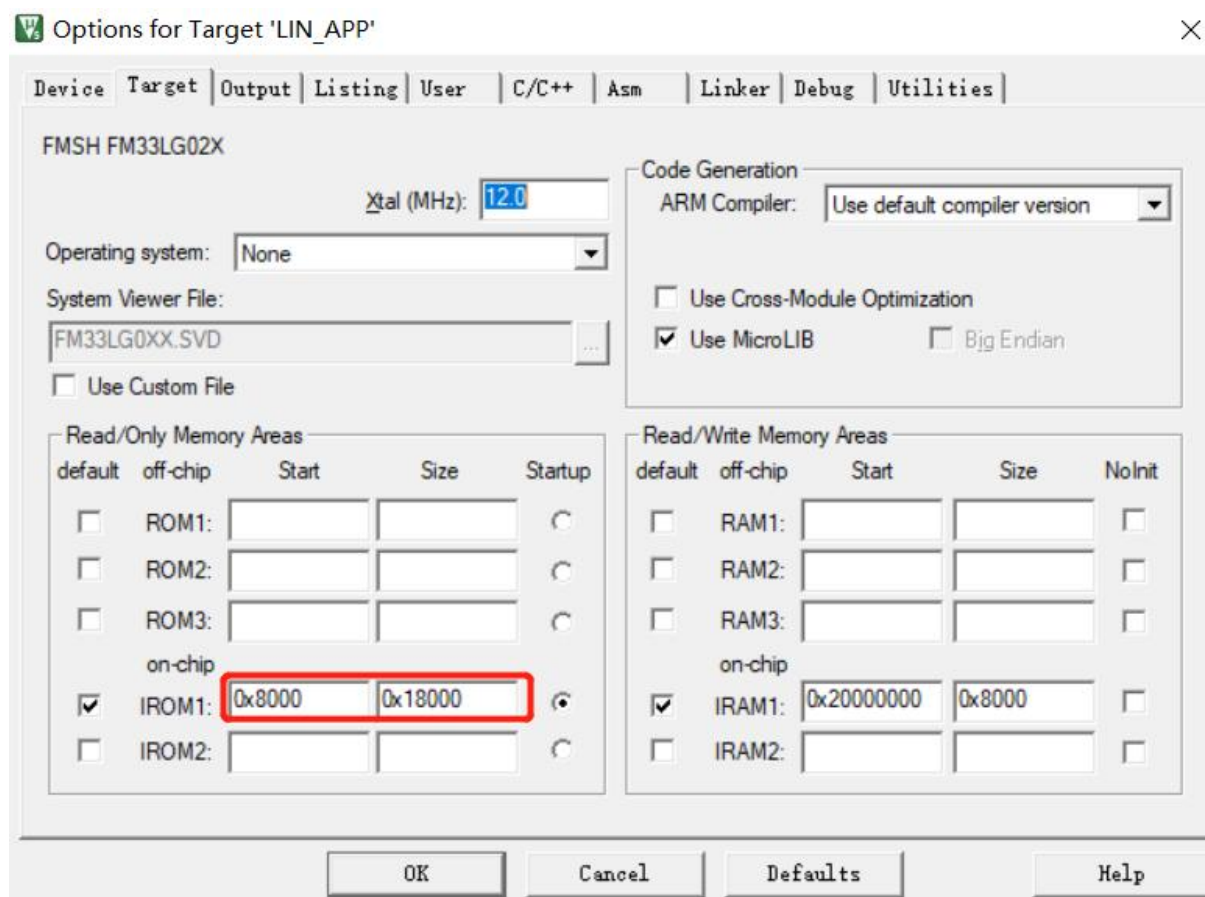 Options for Target 'LIN_APP'
Device Target Output Listing User C/C++ Asm Linker Debug Utilities
FMSH FM33LG02X
Xtal (MHz): 12.0
Operating system: None
System Viewer File:
FM33LG0XX.SVD ...
Use Custom File
Code Generation
ARM Compiler: Use default compiler version
Use Cross-Module Optimization
Use MicroLIB Big Endian
Read/Only Memory Areas
default off-chip Start Size Startup
ROM1:
ROM2:
ROM3:
on-chip
IROM1: 0x8000 0x18000
IROM2:
Read/Write Memory Areas
default off-chip Start Size NoInit
RAM1:
RAM2:
RAM3:
on-chip
IRAM1: 0x20000000 0x8000
IRAM2:
OK Cancel Defaults Help